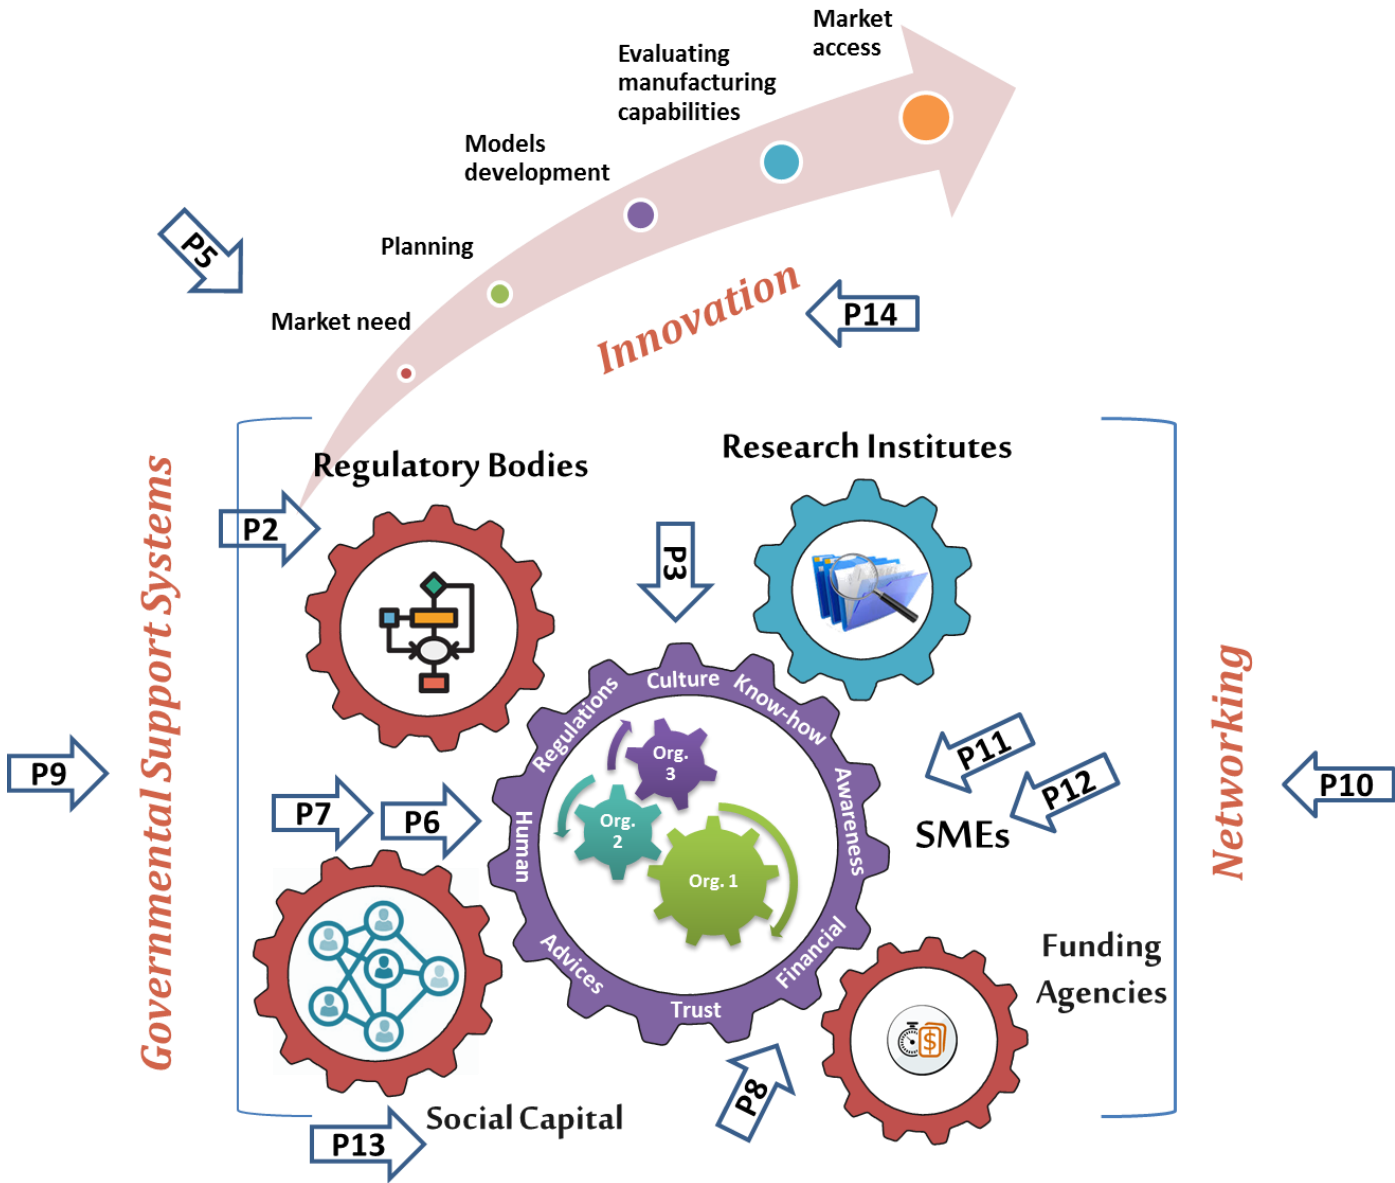 Market
access
Evaluating
manufacturing
capabilities
Models
development
Planning
Market need
P5
Innovation
P14
Regulatory Bodies
Research Institutes
P2
P3
Governmental Support Systems
Networking
P9
P7
P6
P11
P12
P10
SMEs
Culture
Know-how
Awareness
Financial
Trust
Advices
Human
Regulations
Org.
3
Org.
2
Org. 1
Funding
Agencies
P8
Social Capital
P13